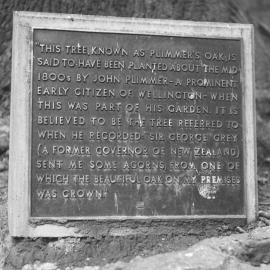 "THIS TREE, KNOWN AS PLIMMER'S OAK, IS
SAID TO HAVE BEEN PLANTED ABOUT THE MID
1800s BY JOHN PLIMMER – A PROMINENT
EARLY CITIZEN OF WELLINGTON – WHEN
THIS WAS PART OF HIS GARDEN. IT IS
BELIEVED TO BE THE TREE REFERRED TO
WHEN HE RECORDED "SIR GEORGE GREY
(A FORMER GOVERNOR OF NEW ZEALAND)
SENT ME SOME ACORNS, FROM ONE OF
WHICH THE BEAUTIFUL OAK ON MY PREMISES
WAS GROWN"